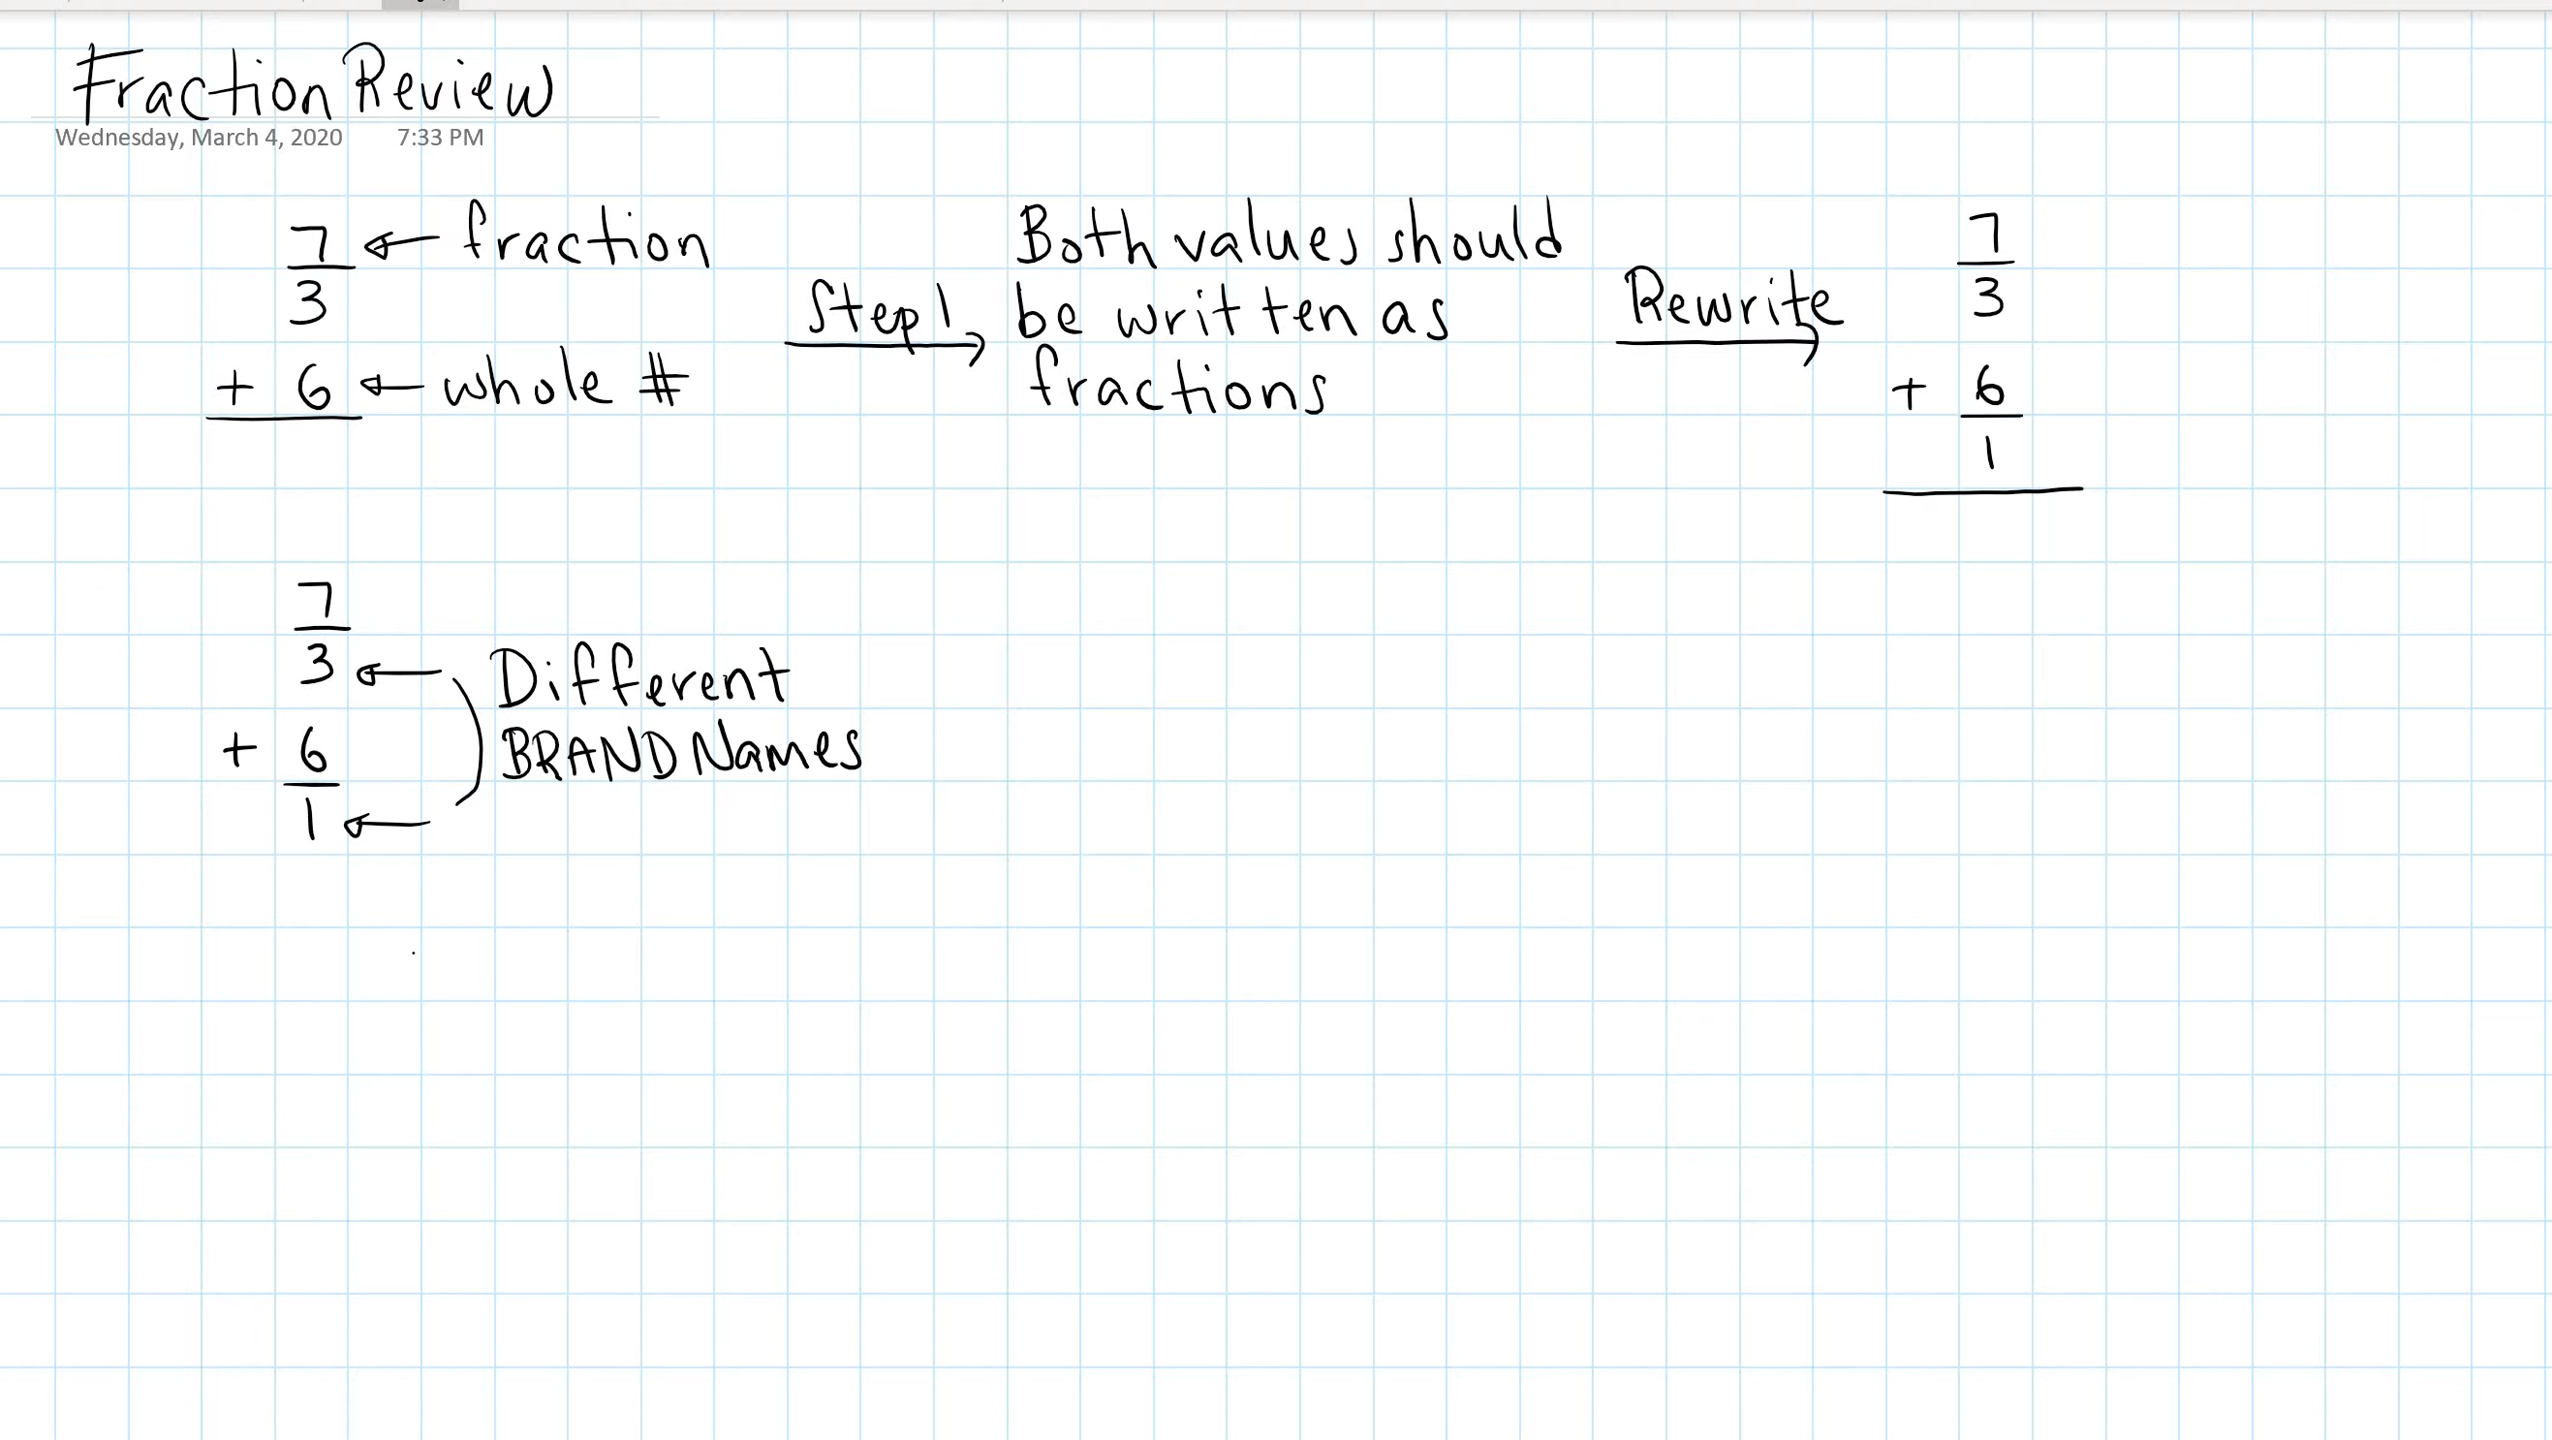 Fraction Review
Wednesday, March 4, 2020 7:33 PM
7 ← fraction
3
+ 6 ← whole #
Step 1 →
Both values should
be written as
fractions
Rewrite →
7
3
+ 6
1
7
3 ←
+ 6
1 ←
Different
BRAND Names